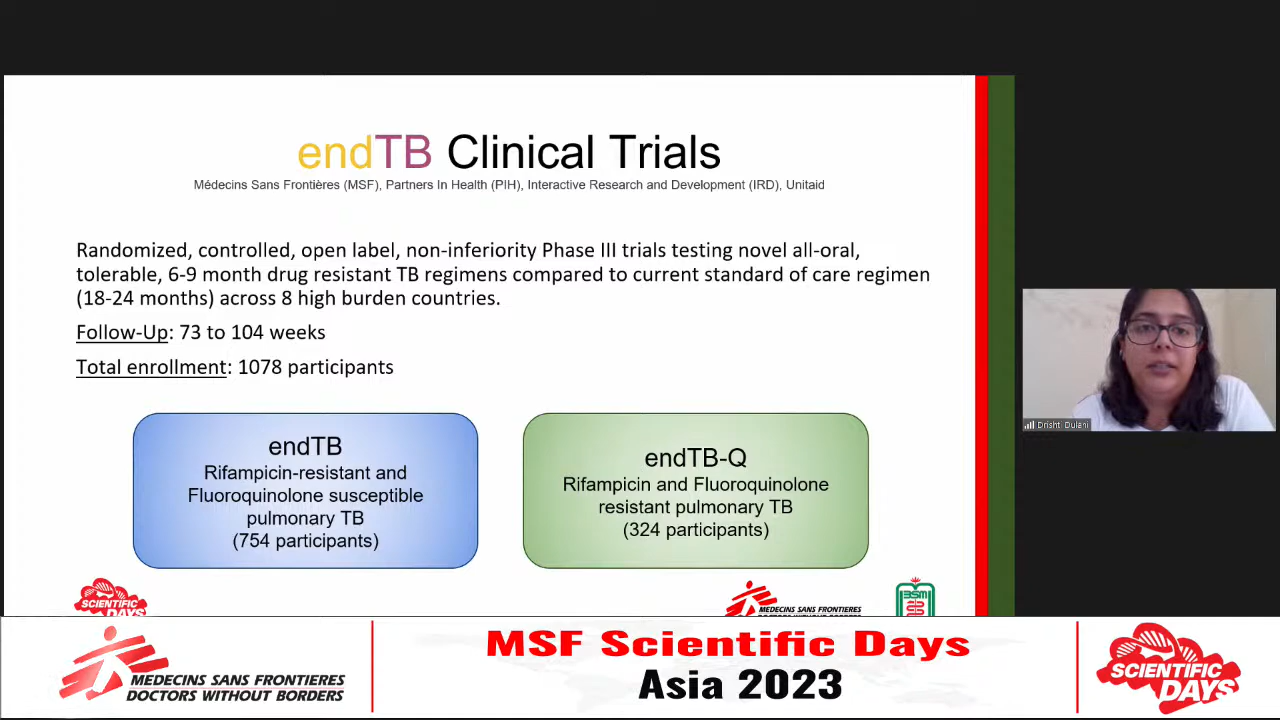 endTB Clinical Trials
Médecins Sans Frontières (MSF), Partners In Health (PIH), Interactive Research and Development (IRD), Unitaid
Randomized, controlled, open label, non-inferiority Phase III trials testing novel all-oral,
tolerable, 6-9 month drug resistant TB regimens compared to current standard of care regimen
(18-24 months) across 8 high burden countries.
Follow-Up: 73 to 104 weeks
Total enrollment: 1078 participants
endTB
Rifampicin-resistant and
Fluoroquinolone susceptible
pulmonary TB
(754 participants)
endTB-Q
Rifampicin and Fluoroquinolone
resistant pulmonary TB
(324 participants)
Drishti Dulani
SCIENTIFIC
DAYS
MEDECINS SANS FRONTIERES
MEDECINS SANS FRONTIERES
DOCTORS WITHOUT BORDERS
MSF Scientific Days
Asia 2023
SCIENTIFIC
DAYS